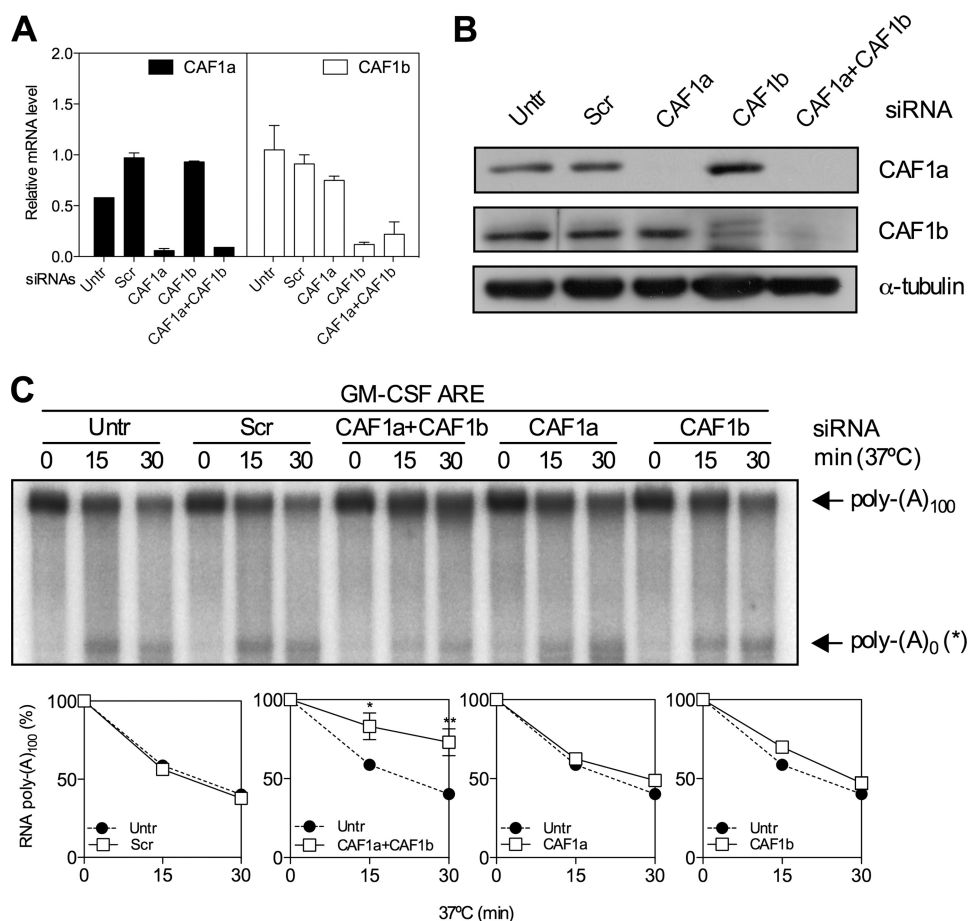 A
2.0
1.5
1.0
0.5
0.0
Relative mRNA level
CAF1a
CAF1b
siRNAs
Untr
Scr
CAF1a
CAF1b
CAF1a+CAF1b
Untr
Scr
CAF1a
CAF1b
CAF1a+CAF1b
B
Untr
Scr
CAF1a
CAF1b
CAF1a+CAF1b
siRNA
CAF1a
CAF1b
α-tubulin
C
GM-CSF ARE
Untr Scr CAF1a+CAF1b CAF1a CAF1b siRNA
0 15 30 0 15 30 0 15 30 0 15 30 0 15 30 min (37ºC)
poly-(A)100
poly-(A)0 (*)
RNA poly-(A)100 (%)
100
50
0
Untr
Scr
0 15 30
100
50
0
*
**
Untr
CAF1a+CAF1b
0 15 30
100
50
0
Untr
CAF1a
0 15 30
100
50
0
Untr
CAF1b
0 15 30
37ºC (min)